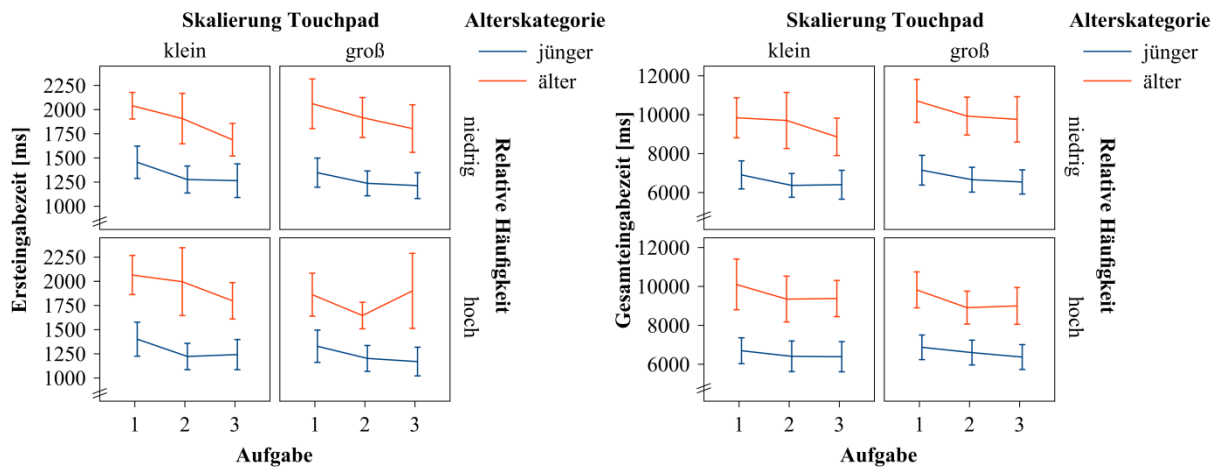 Skalierung Touchpad
Alterskategorie
klein
groß
jünger
älter
Ersteingabezeit [ms]
2250
2000
1750
1500
1250
1000
niedrig
2250
2000
1750
1500
1250
1000
hoch
Relative Häufigkeit
1 2 3
1 2 3
Aufgabe
Skalierung Touchpad
Alterskategorie
klein
groß
jünger
älter
Gesamteingabezeit [ms]
12000
10000
8000
6000
niedrig
10000
8000
6000
hoch
Relative Häufigkeit
1 2 3
1 2 3
Aufgabe